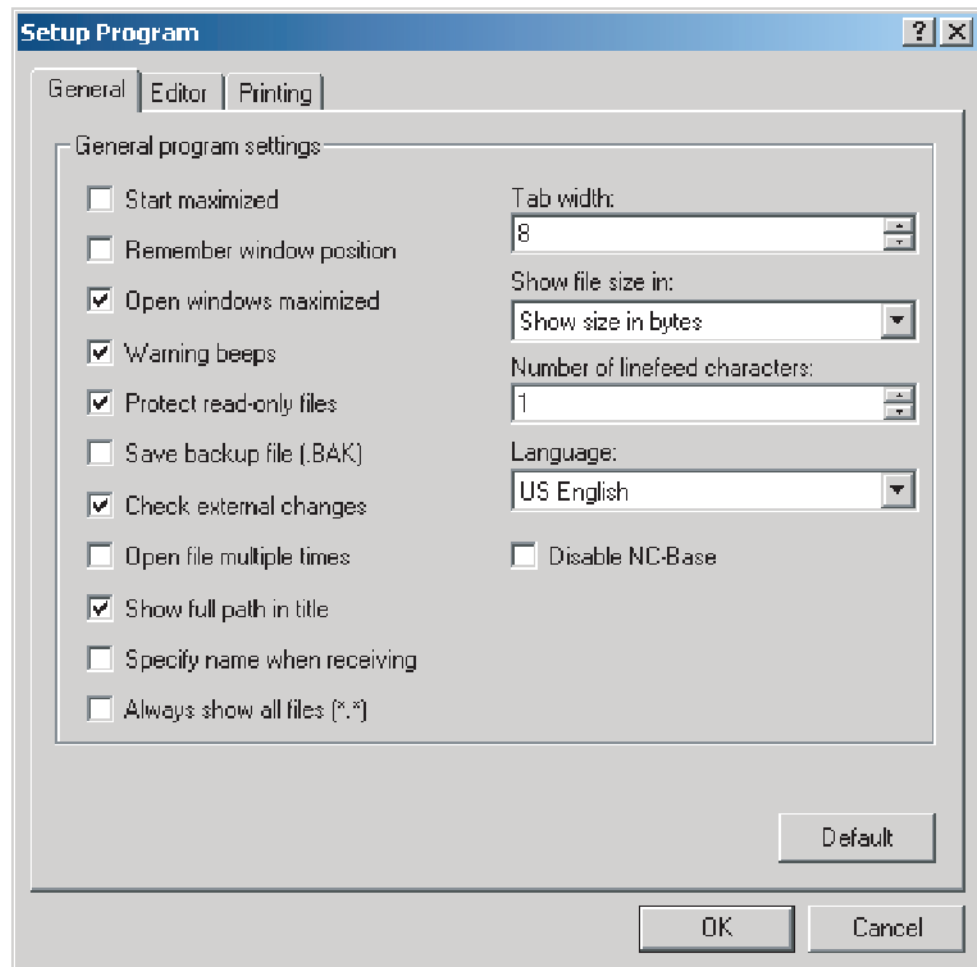 Setup Program
General
Editor
Printing
General program settings
Start maximized
Remember window position
Open windows maximized
Warning beeps
Protect read-only files
Save backup file (.BAK)
Check external changes
Open file multiple times
Show full path in title
Specify name when receiving
Always show all files (*.*)
Tab width:
8
Show file size in:
Show size in bytes
Number of linefeed characters:
1
Language:
US English
Disable NC-Base
Default
OK
Cancel